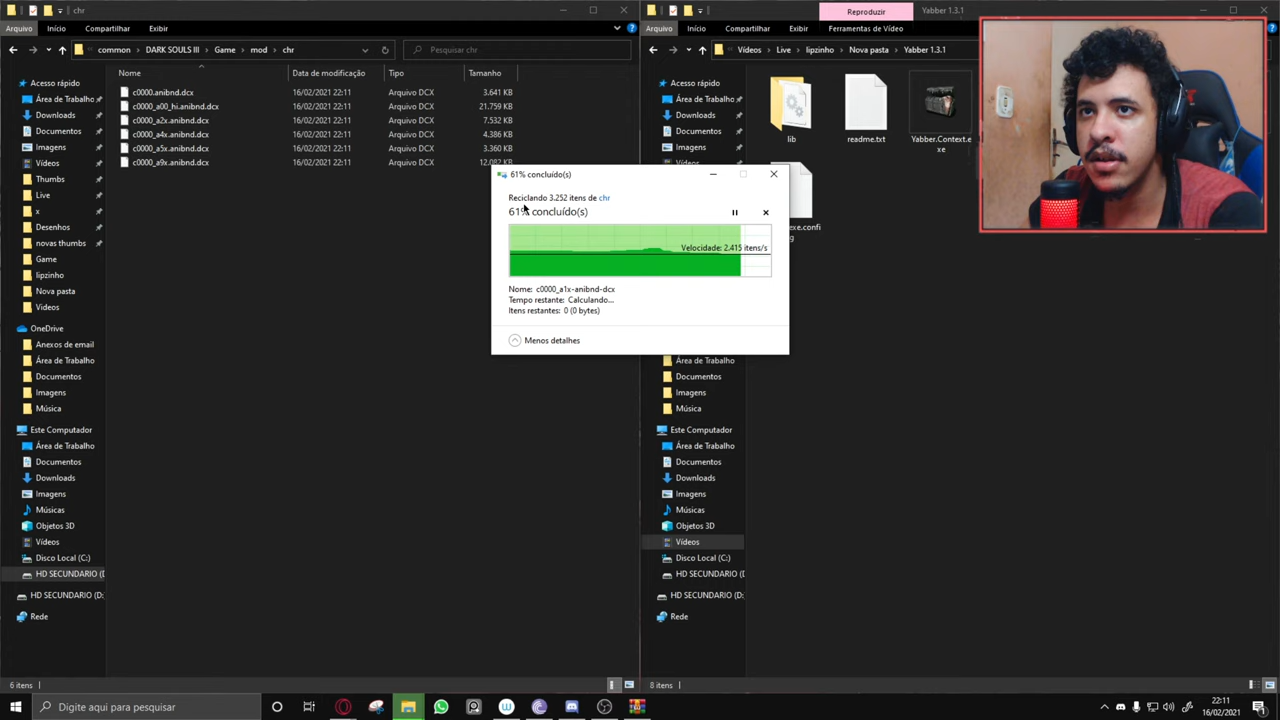 chr
Reproduzir
Yabber 1.3.1
Arquivo
Início
Compartilhar
Exibir
Arquivo
Início
Compartilhar
Exibir
Ferramentas de Vídeo
common
DARK SOULS III
Game
mod
chr
Pesquisar chr
Vídeos
Live
lipzinho
Nova pasta
Yabber 1.3.1
Nome
Data de modificação
Tipo
Tamanho
c0000.anibnd.dcx 16/02/2021 22:11 Arquivo DCX 3.641 KB
c0000_a00_hi.anibnd.dcx 16/02/2021 22:11 Arquivo DCX 21.759 KB
c0000_a2x.anibnd.dcx 16/02/2021 22:11 Arquivo DCX 7.532 KB
c0000_a4x.anibnd.dcx 16/02/2021 22:11 Arquivo DCX 4.386 KB
16/02/2021 22:11 Arquivo DCX 3.360 KB
c0000_a9x.anibnd.dcx 16/02/2021 22:11 Arquivo DCX 12.082 KB
Acesso rápido
Área de Trabalho
Downloads
Documentos
Imagens
Vídeos
Thumbs
Live
x
Desenhos
novas thumbs
Game
lipzinho
Nova pasta
Vídeos
OneDrive
Anexos de email
Área de Trabalho
Documentos
Imagens
Música
Este Computador
Área de Trabalho
Documentos
Downloads
Imagens
Músicas
Objetos 3D
Vídeos
Disco Local (C:)
HD SECUNDARIO (D
HD SECUNDARIO (D:
Rede
6 itens
61% concluído(s)
Reciclando 3.252 itens de chr
61% concluído(s)
Velocidade: 2.415 itens/s
Nome: c0000_a1x-anibnd-dcx
Tempo restante: Calculando...
Itens restantes: 0 (0 bytes)
Menos detalhes
Acesso rápido
Área de Trabalho
Downloads
Documentos
Imagens
Vídeos
Área de Trabalho
Documentos
Imagens
Música
Este Computador
Área de Trabalho
Documentos
Downloads
Imagens
Músicas
Objetos 3D
Vídeos
Disco Local (C:)
HD SECUNDARIO (D
HD SECUNDARIO (D:
Rede
8 itens
lib
readme.txt
Yabber.Context.e
xe
exe.confi
g
Digite aqui para pesquisar
22:11
16/02/2021